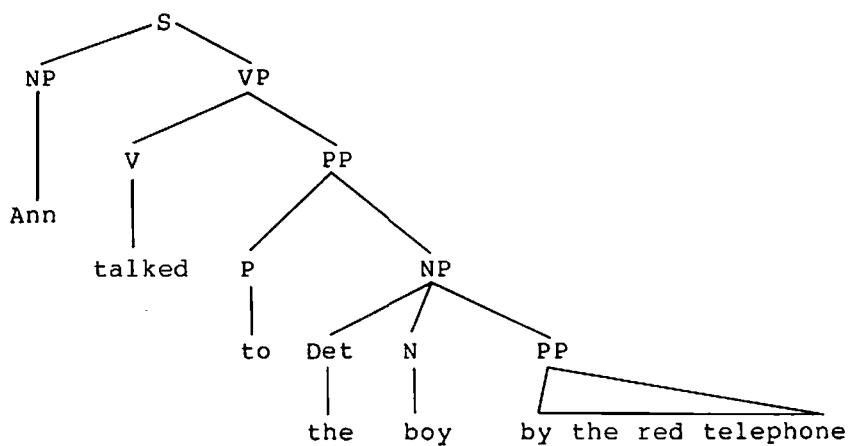 S
NP VP
V PP
Ann
talked P NP
to Det N PP
the boy by the red telephone